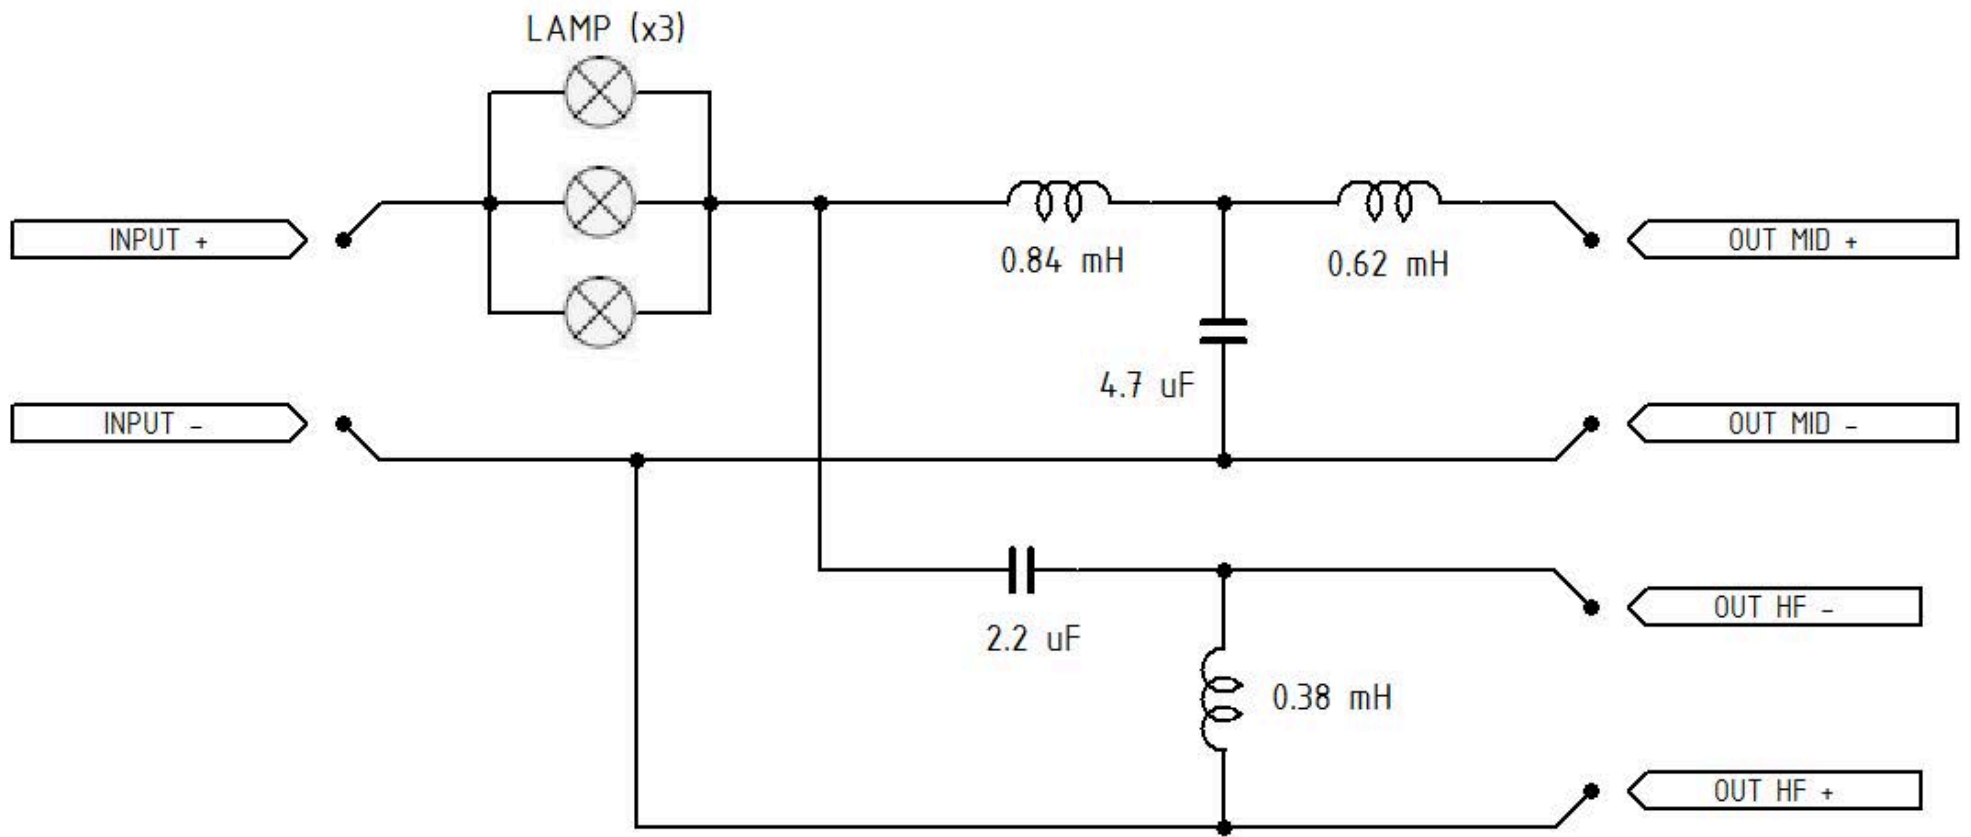 LAMP (x3)
INPUT +
OUT MID +
0.84 mH
0.62 mH
4.7 uF
INPUT -
OUT MID -
2.2 uF
OUT HF -
0.38 mH
OUT HF +